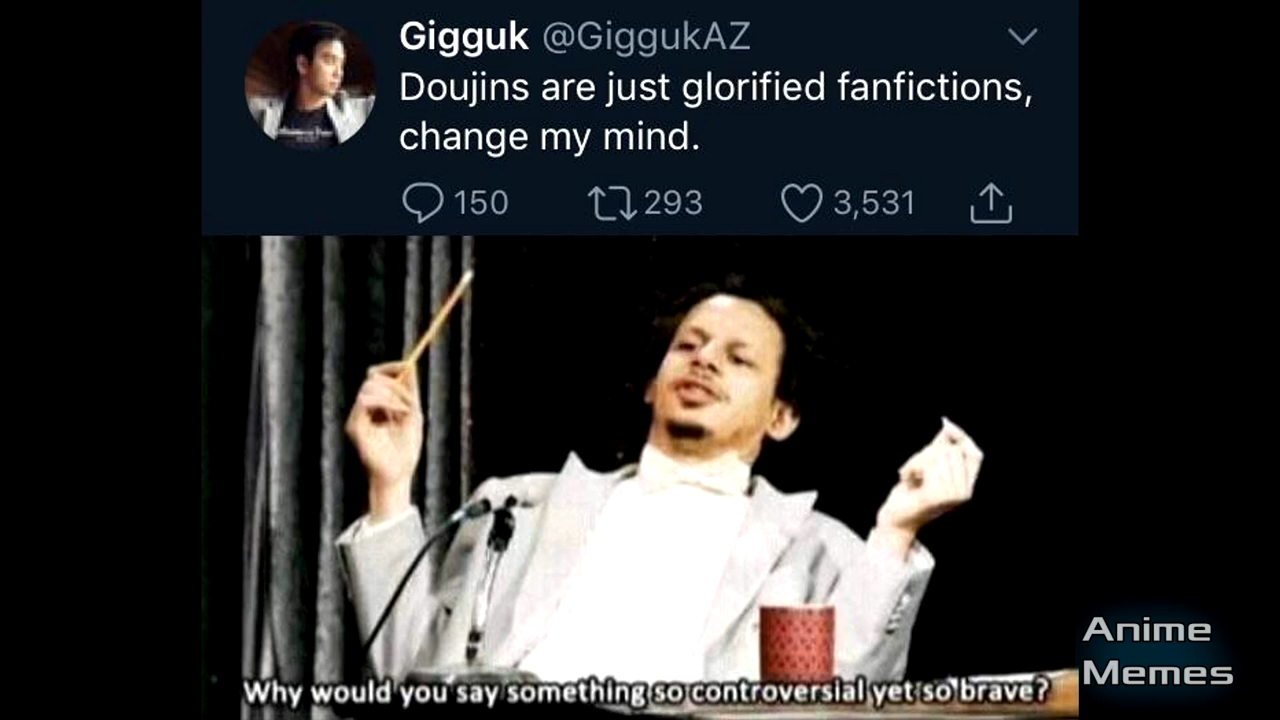 Gigguk @GiggukAZ
Doujins are just glorified fanfictions,
change my mind.
150 293 3,531
Why would you say something so controversial yet so brave?
Anime
Memes